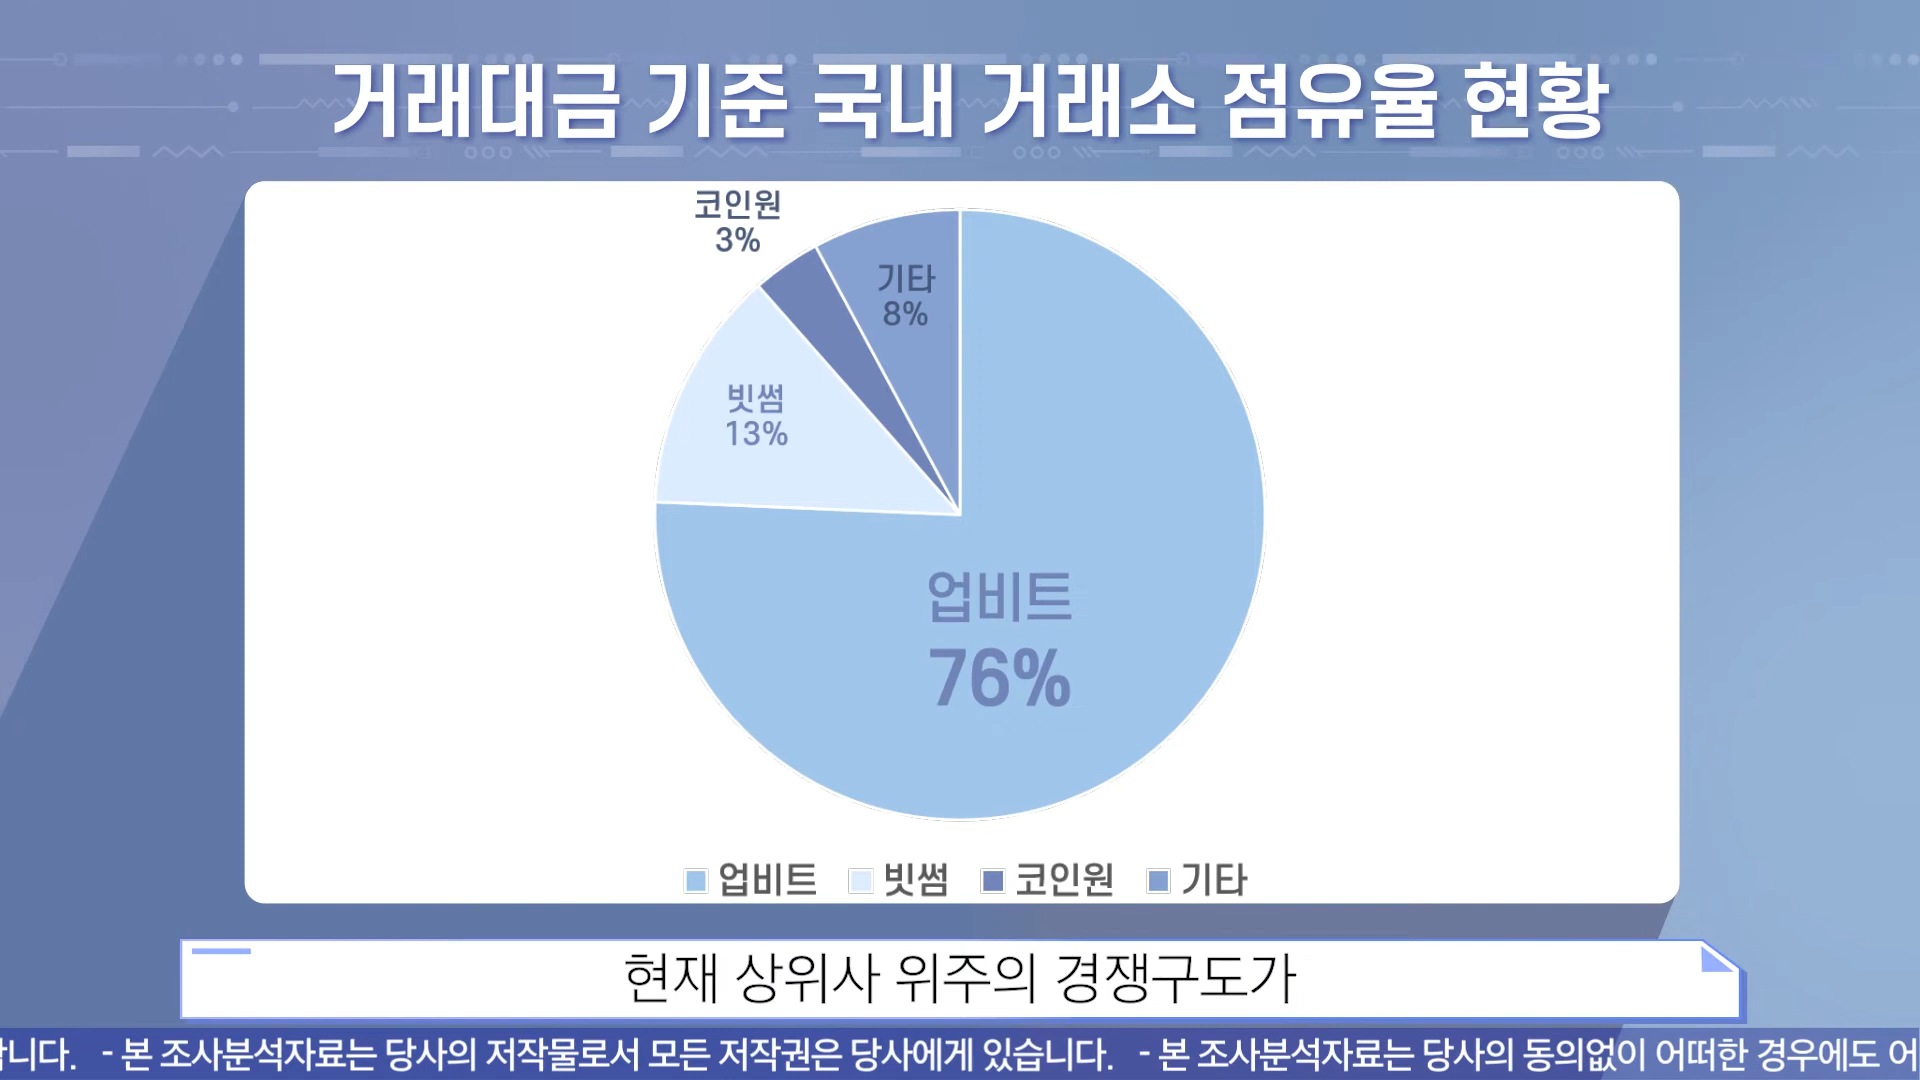 거래대금 기준 국내 거래소 점유율 현황
코인원
3%
기타
8%
빗썸
13%
업비트
76%
업비트 빗썸 코인원 기타
현재 상위사 위주의 경쟁구도가
니다. - 본 조사분석자료는 당사의 저작물로서 모든 저작권은 당사에게 있습니다. - 본 조사분석자료는 당사의 동의없이 어떠한 경우에도 어